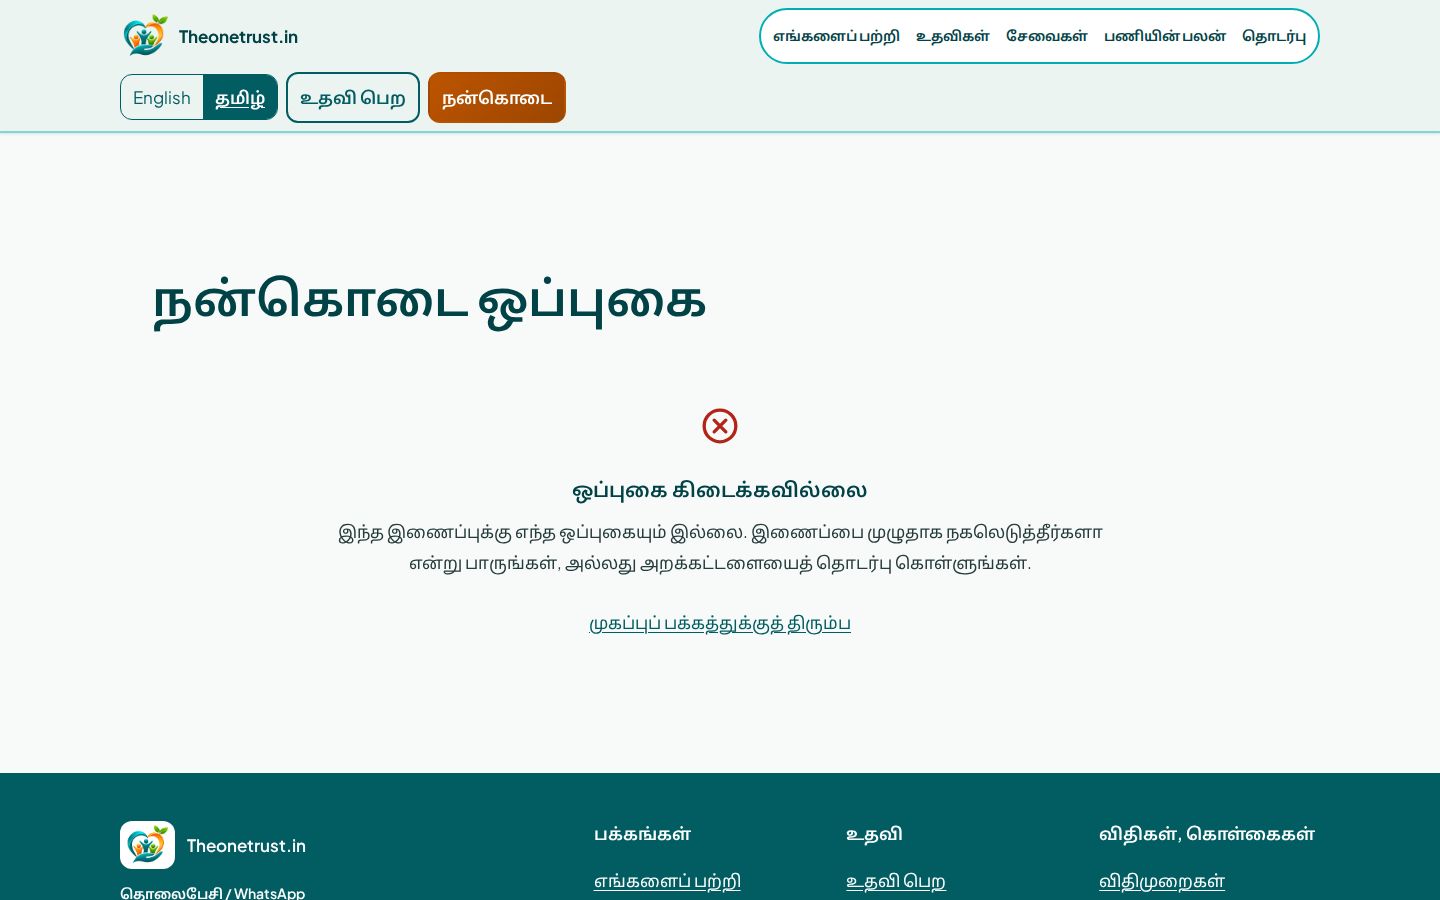 Theonetrust.in
எங்களைப் பற்றி உதவிகள் சேவைகள் பணியின் பலன் தொடர்பு
English தமிழ் உதவி பெற நன்கொடை
நன்கொடை ஒப்புகை
ஒப்புகை கிடைக்கவில்லை
இந்த இணைப்புக்கு எந்த ஒப்புகையும் இல்லை. இணைப்பை முழுதாக நகலெடுத்தீர்களா
என்று பாருங்கள், அல்லது அறக்கட்டளையைத் தொடர்பு கொள்ளுங்கள்.
முகப்புப் பக்கத்துக்குத் திரும்ப
Theonetrust.in
தொலைபேசி / WhatsApp
பக்கங்கள்
எங்களைப் பற்றி
உதவி
உதவி பெற
விதிகள், கொள்கைகள்
விதிமுறைகள்